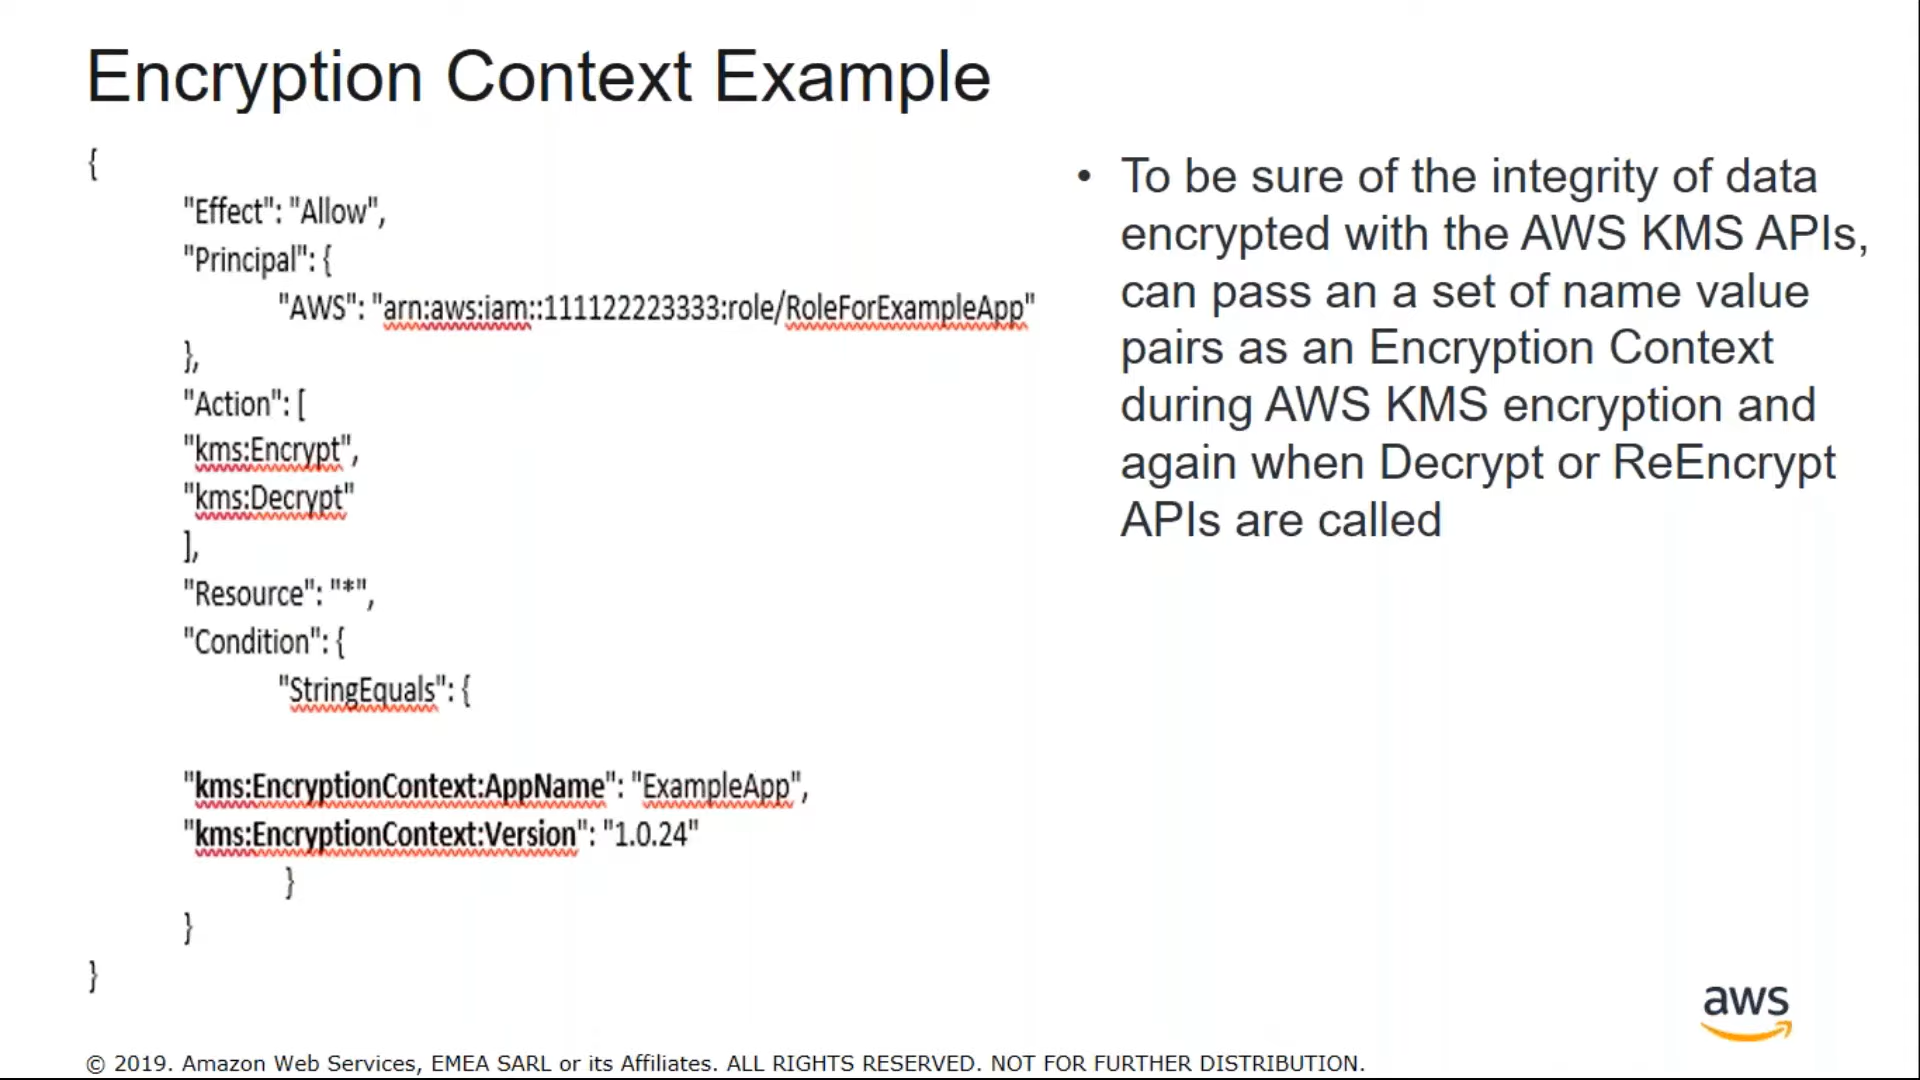 Encryption Context Example
{
"Effect": "Allow",
"Principal": {
"AWS": "arn:aws:iam::111122223333:role/RoleForExampleApp"
},
"Action": [
"kms:Encrypt",
"kms:Decrypt"
],
"Resource": "*",
"Condition": {
"StringEquals": {
"kms:EncryptionContext:AppName": "ExampleApp",
"kms:EncryptionContext:Version": "1.0.24"
}
}
}
• To be sure of the integrity of data
encrypted with the AWS KMS APIs,
can pass an a set of name value
pairs as an Encryption Context
during AWS KMS encryption and
again when Decrypt or ReEncrypt
APIs are called
aws
© 2019. Amazon Web Services, EMEA SARL or its Affiliates. ALL RIGHTS RESERVED. NOT FOR FURTHER DISTRIBUTION.